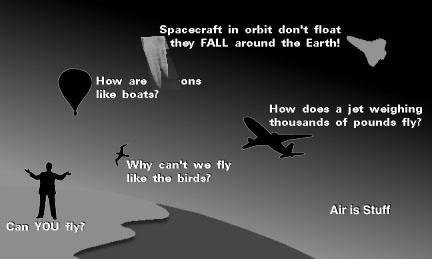 Spacecraft in orbit don't float
they FALL around the Earth!
How are ons
like boats?
How does a jet weighing
thousands of pounds fly?
Why can't we fly
like the birds?
Air is Stuff
Can YOU fly?